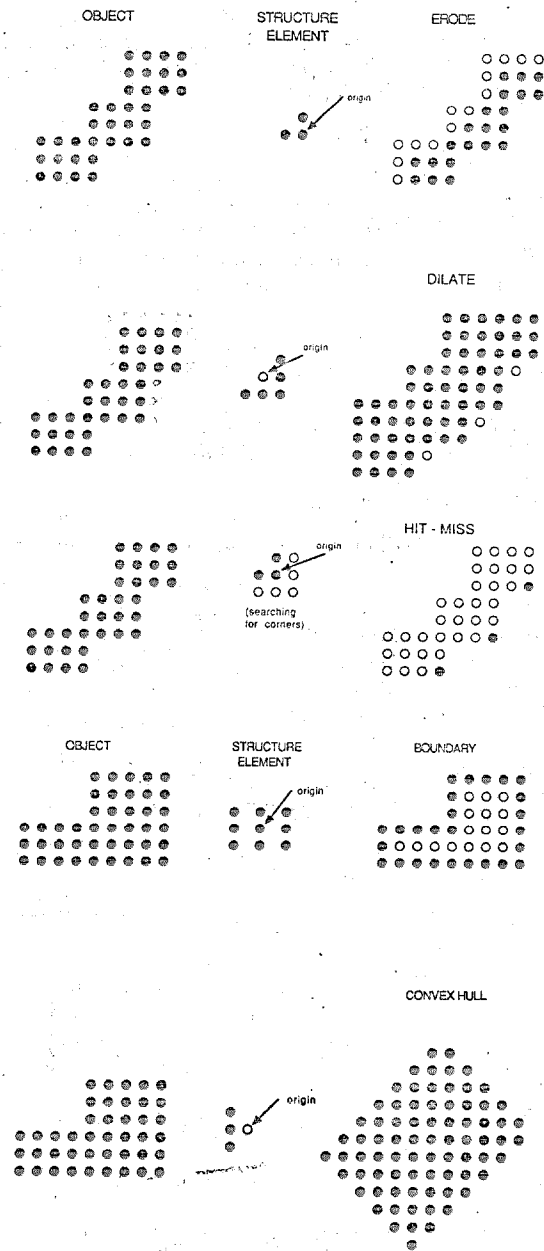 OBJECT
STRUCTURE
ELEMENT
ERODE
origin
DILATE
origin
HIT - MISS
origin
(searching
for corners)
OBJECT
STRUCTURE
ELEMENT
BOUNDARY
origin
CONVEX HULL
origin